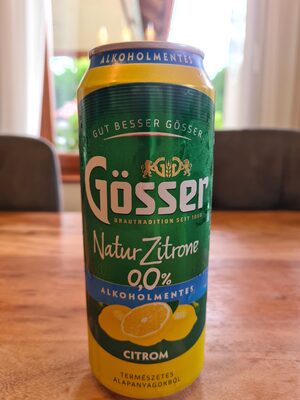 ALKOHOLMENTES
GUT BESSER GÖSSER
G
Gösser
BRAUTRADITION SEIT 1860
NaturZitrone
0,0%
ALKOHOLMENTES
CITROM
TERMÉSZETES
ALAPANYAGOKBÓL